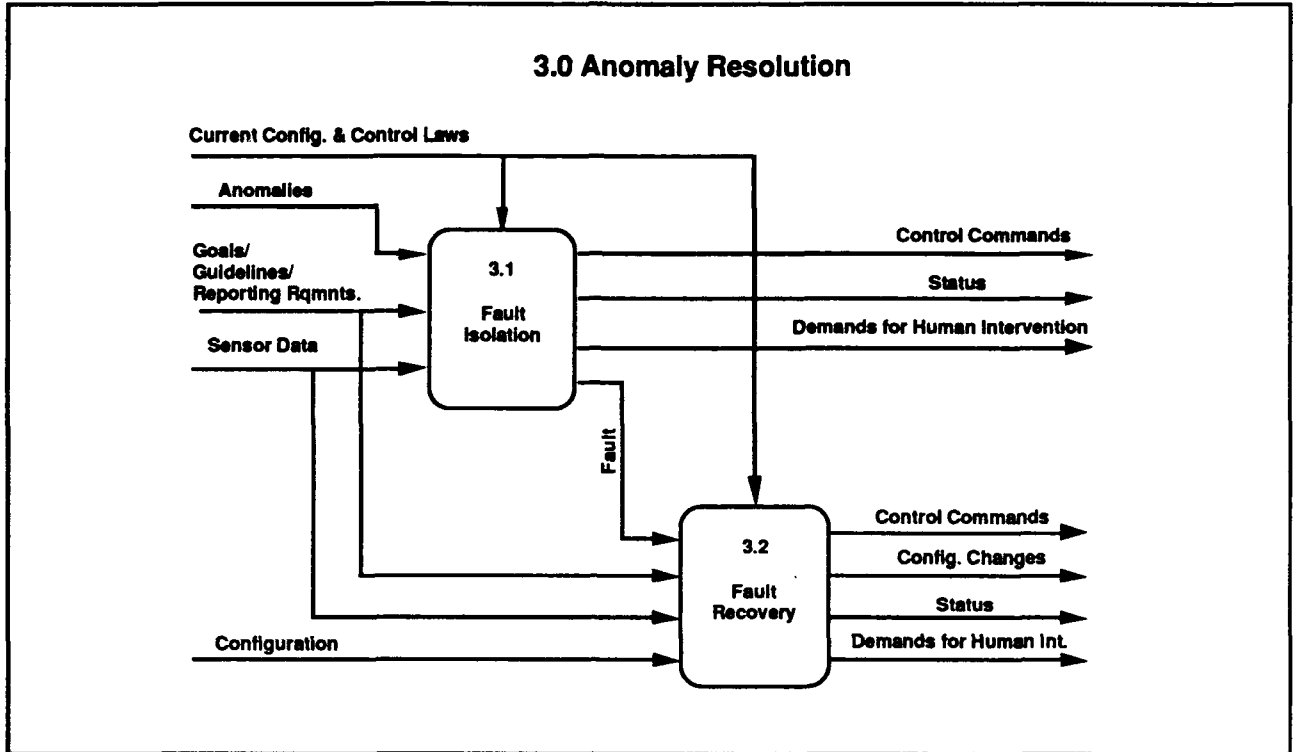 3.0 Anomaly Resolution
Current Config. & Control Laws
Anomalies
Goals/
Guidelines/
Reporting Rqmnts.
Sensor Data
3.1
Fault
Isolation
Control Commands
Status
Demands for Human Intervention
Fault
3.2
Fault
Recovery
Control Commands
Config. Changes
Status
Demands for Human Int.
Configuration